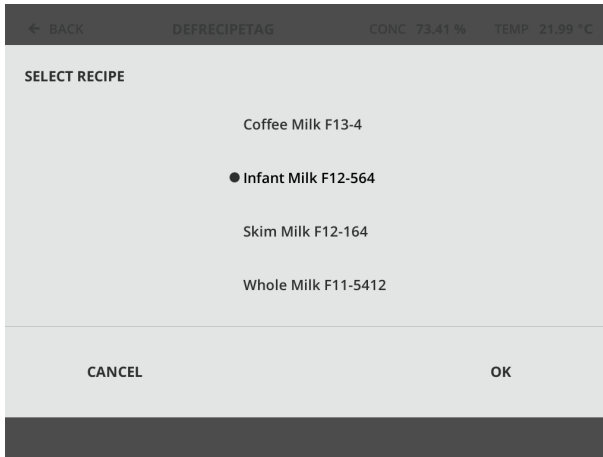 ← BACK DEFRECIPETAG CONC 73.41 % TEMP 21.99 °C
SELECT RECIPE
Coffee Milk F13-4
Infant Milk F12-564
Skim Milk F12-164
Whole Milk F11-5412
CANCEL OK